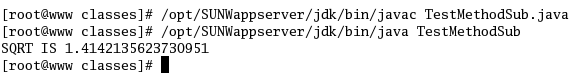 [root@www classes]# /opt/SUNWappserver/jdk/bin/javac TestMethodSub.java
[root@www classes]# /opt/SUNWappserver/jdk/bin/java TestMethodSub
SQRT IS 1.4142135623730951
[root@www classes]#